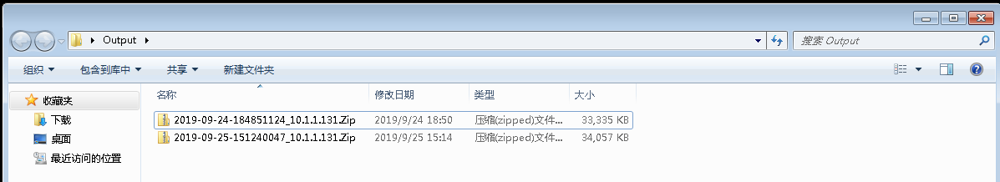 Output
搜索 Output
组织 包含到库中 共享 新建文件夹
收藏夹
下载
桌面
最近访问的位置
名称 修改日期 类型 大小
2019-09-24-184851124_10.1.1.131.Zip 2019/9/24 18:50 压缩(zipped)文件... 33,335 KB
2019-09-25-151240047_10.1.1.131.Zip 2019/9/25 15:14 压缩(zipped)文件... 34,057 KB